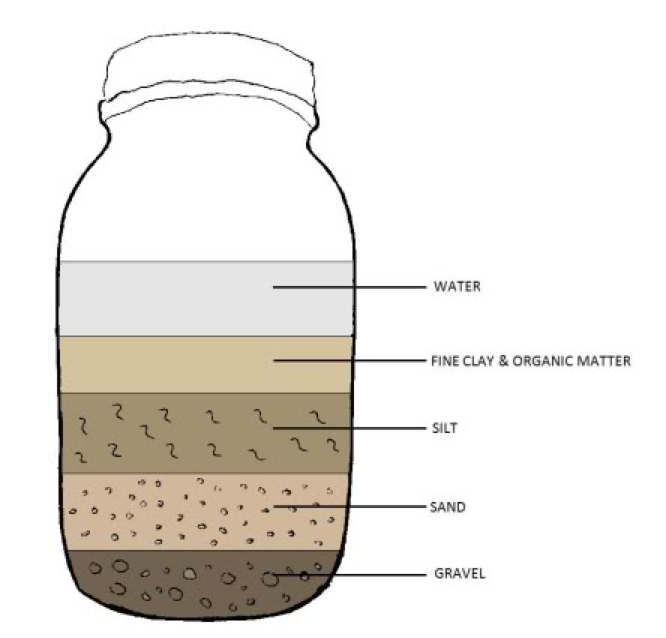 WATER
FINE CLAY & ORGANIC MATTER
SILT
SAND
GRAVEL